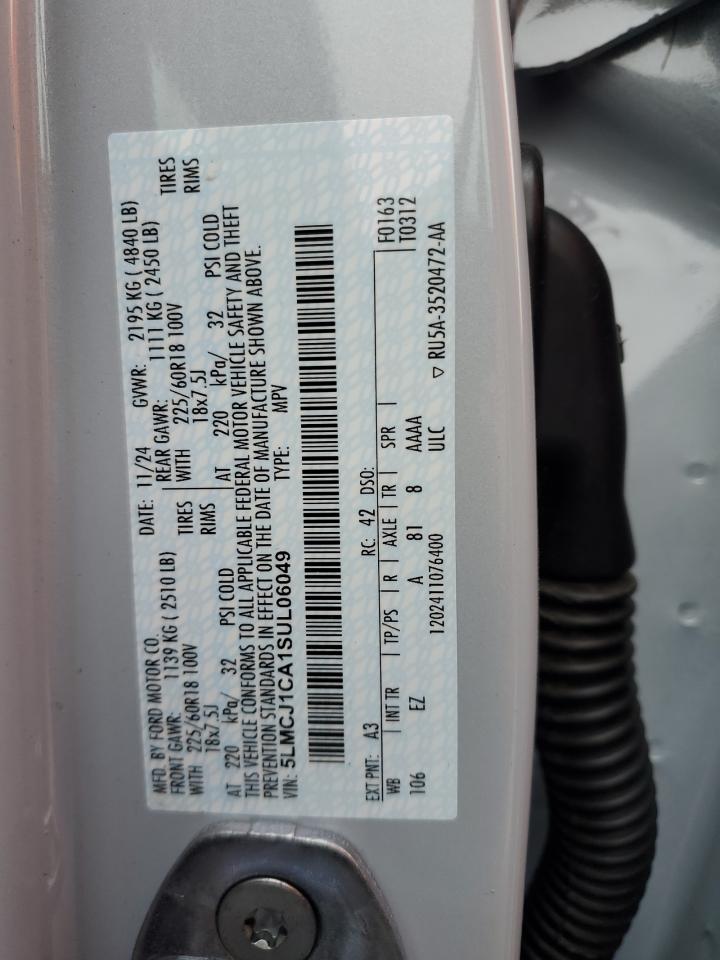 MFD. BY FORD MOTOR CO.
DATE: 11/24 GVWR: 2195 KG ( 4840 LB)
FRONT GAWR: 1139 KG ( 2510 LB) REAR GAWR: 1111 KG ( 2450 LB)
WITH 225/60R18 100V TIRES WITH 225/60R18 100V TIRES
18x7.5J RIMS 18x7.5J RIMS
AT 220 kPa/ 32 PSI COLD AT 220 kPa/ 32 PSI COLD
THIS VEHICLE CONFORMS TO ALL APPLICABLE FEDERAL MOTOR VEHICLE SAFETY AND THEFT
PREVENTION STANDARDS IN EFFECT ON THE DATE OF MANUFACTURE SHOWN ABOVE.
VIN: 5LMCJ1CA1SUL06049 TYPE: MPV
EXT PNT: A3 RC: 42 DSO: F0163
WB INT TR TP/PS R AXLE TR SPR T0312
106 EZ A 81 8 AAAA
1202411076400 ULC ▽ RU5A-3520472-AA